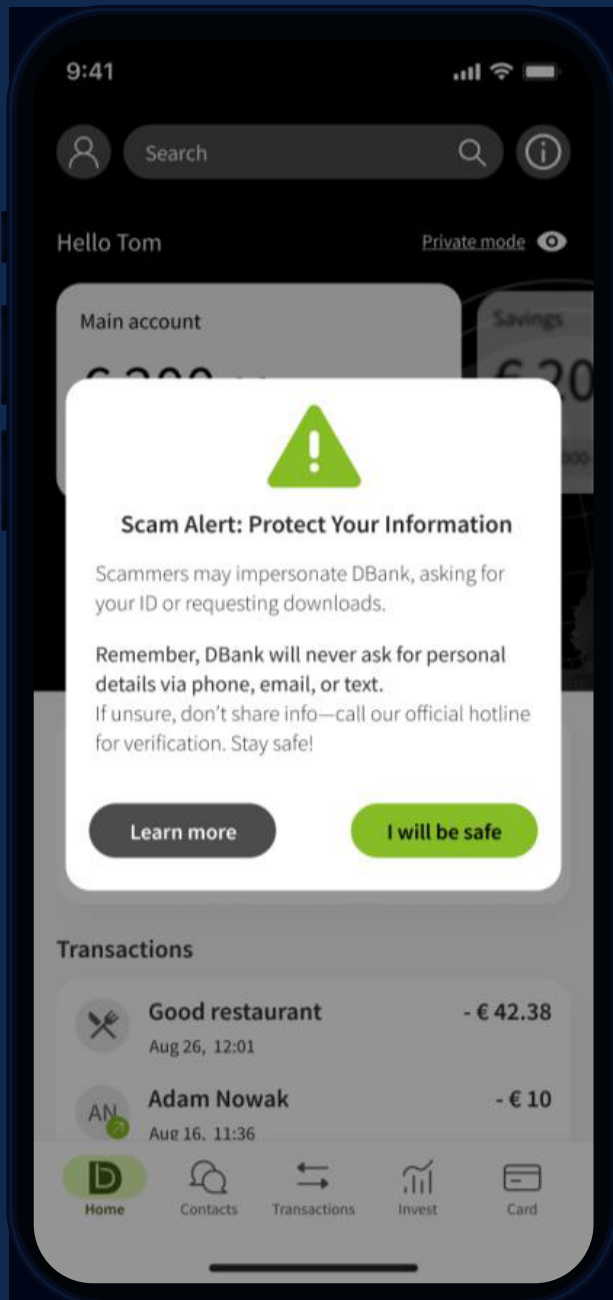 9:41
Search
Hello Tom
Private mode
Main account
Savings
€ 20
Scam Alert: Protect Your Information
Scammers may impersonate DBank, asking for
your ID or requesting downloads.
Remember, DBank will never ask for personal
details via phone, email, or text.
If unsure, don't share info—call our official hotline
for verification. Stay safe!
Learn more
I will be safe
Transactions
Good restaurant
- € 42.38
Aug 26, 12:01
AN
Adam Nowak
- € 10
Aug 16, 11:36
Home
Contacts
Transactions
Invest
Card